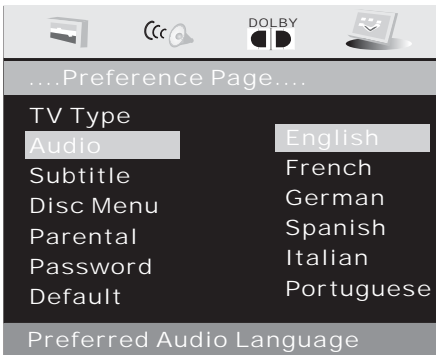 DOLBY
....Preference Page....
TV Type
Audio
Subtitle
Disc Menu
Parental
Password
Default
English
French
German
Spanish
Italian
Portuguese
Preferred Audio Language